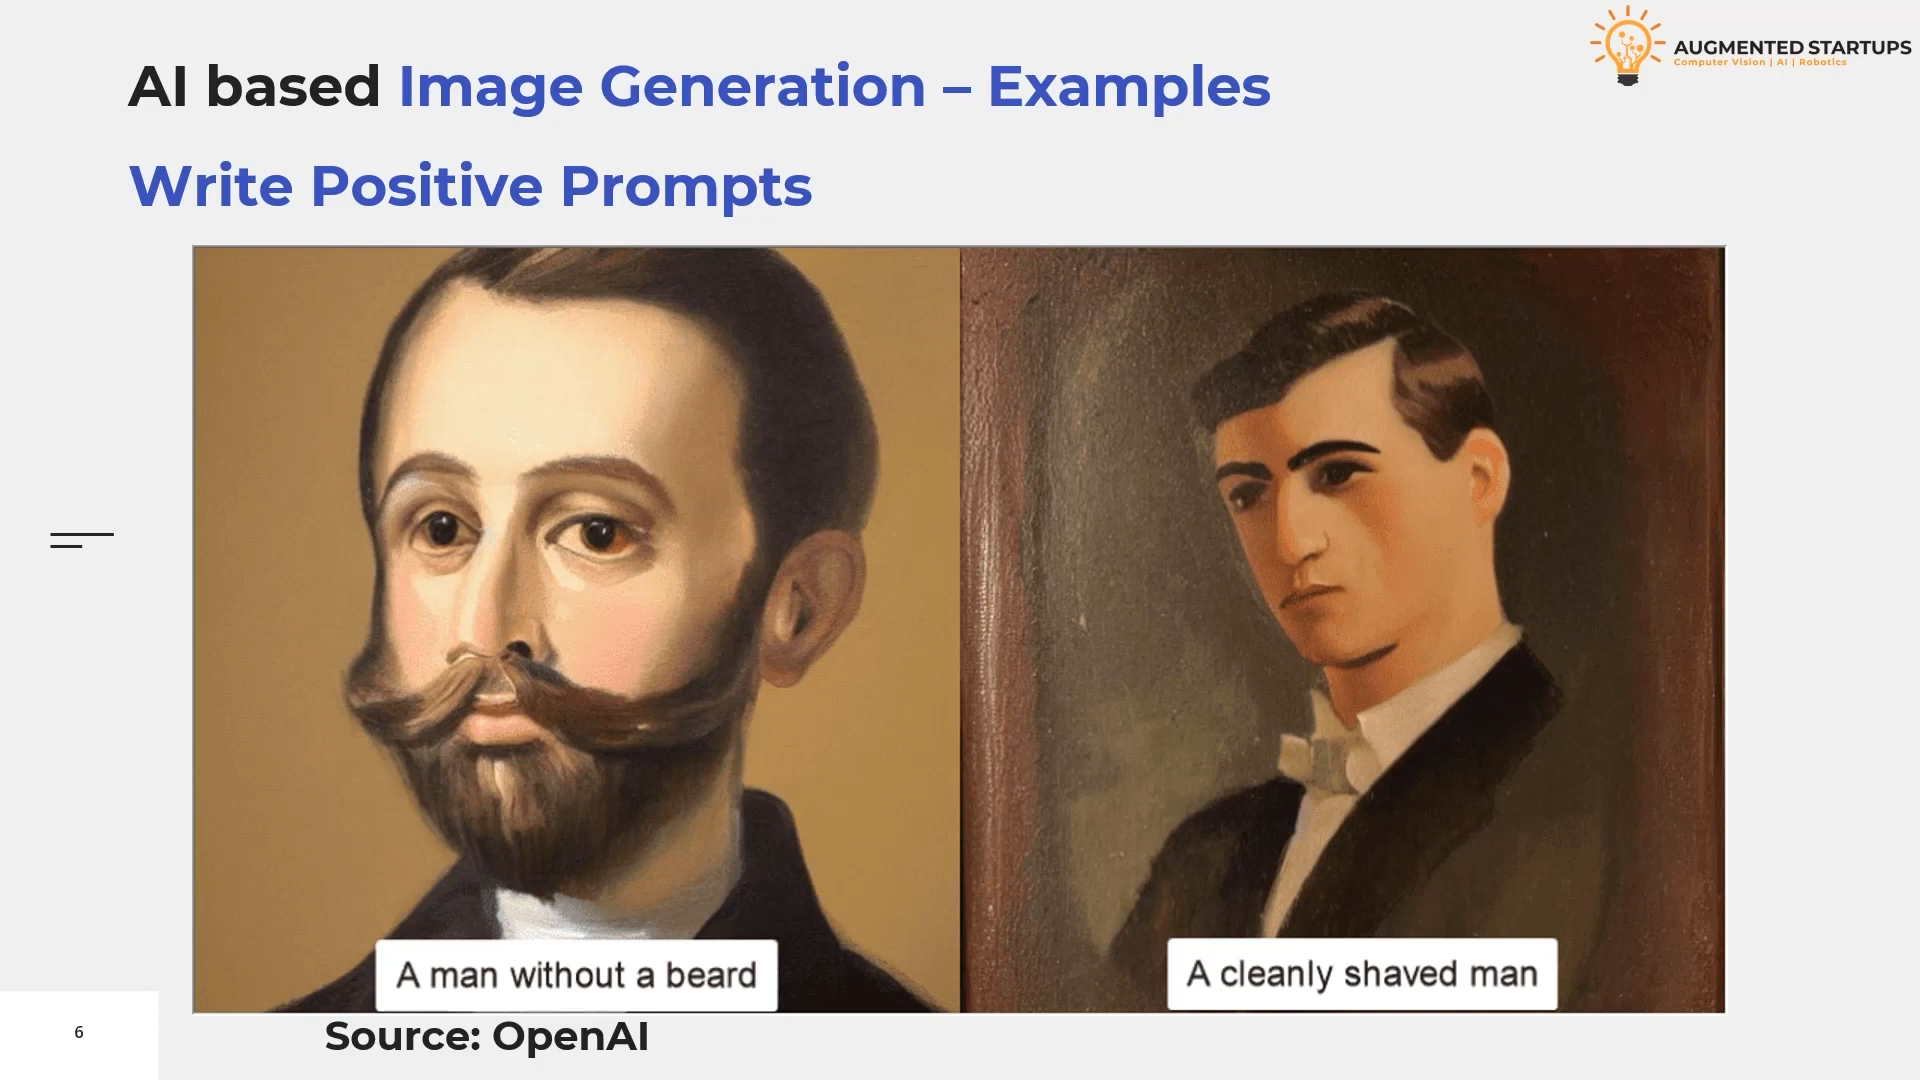 AUGMENTED STARTUPS
Computer Vision | AI | Robotics
AI based Image Generation – Examples
Write Positive Prompts
A man without a beard
A cleanly shaved man
6
Source: OpenAI